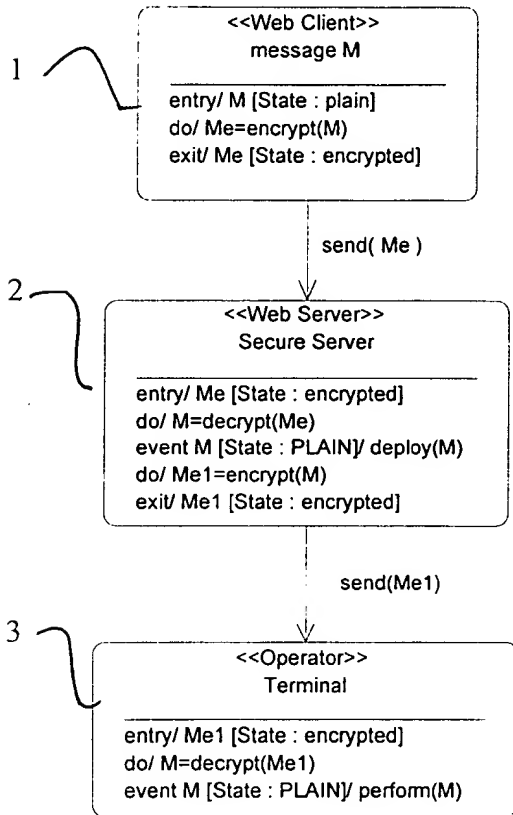 <<Web Client>>
message M
1
entry/ M [State : plain]
do/ Me=encrypt(M)
exit/ Me [State : encrypted]
send( Me )
2
<<Web Server>>
Secure Server
entry/ Me [State : encrypted]
do/ M=decrypt(Me)
event M [State : PLAIN]/ deploy(M)
do/ Me1=encrypt(M)
exit/ Me1 [State : encrypted]
send(Me1)
3
<<Operator>>
Terminal
entry/ Me1 [State : encrypted]
do/ M=decrypt(Me1)
event M [State : PLAIN]/ perform(M)